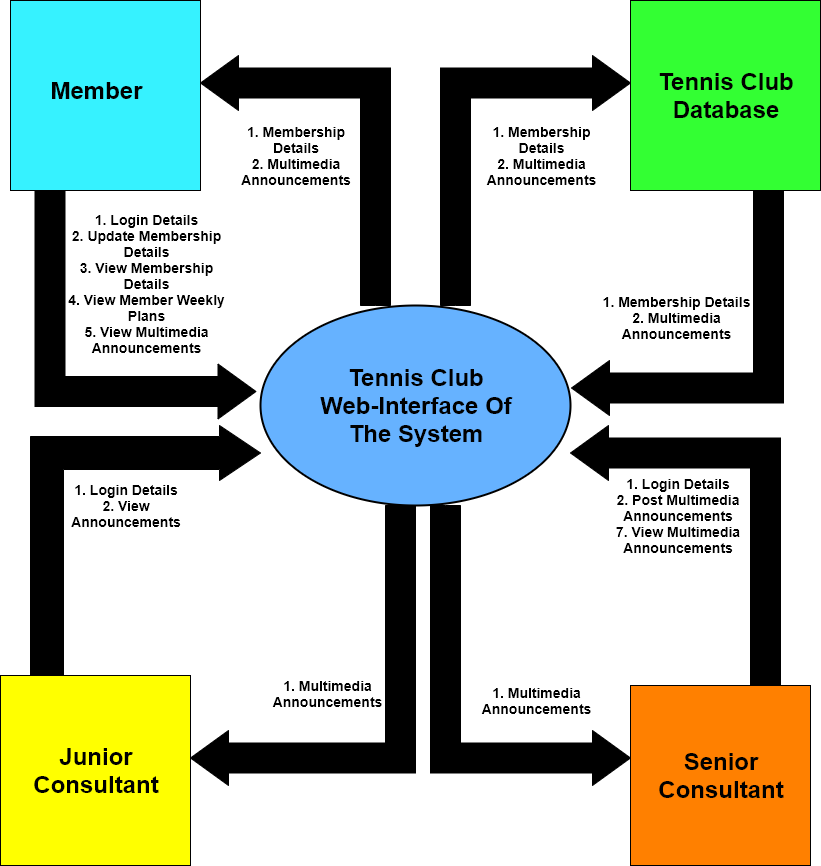 Member
Tennis Club
Database
1. Membership
Details
2. Multimedia
Announcements
1. Membership
Details
2. Multimedia
Announcements
1. Login Details
2. Update Membership
Details
3. View Membership
Details
4. View Member Weekly
Plans
5. View Multimedia
Announcements
1. Membership Details
2. Multimedia
Announcements
Tennis Club
Web-Interface Of
The System
1. Login Details
2. View
Announcements
1. Login Details
2. Post Multimedia
Announcements
7. View Multimedia
Announcements
1. Multimedia
Announcements
1. Multimedia
Announcements
Junior
Consultant
Senior
Consultant